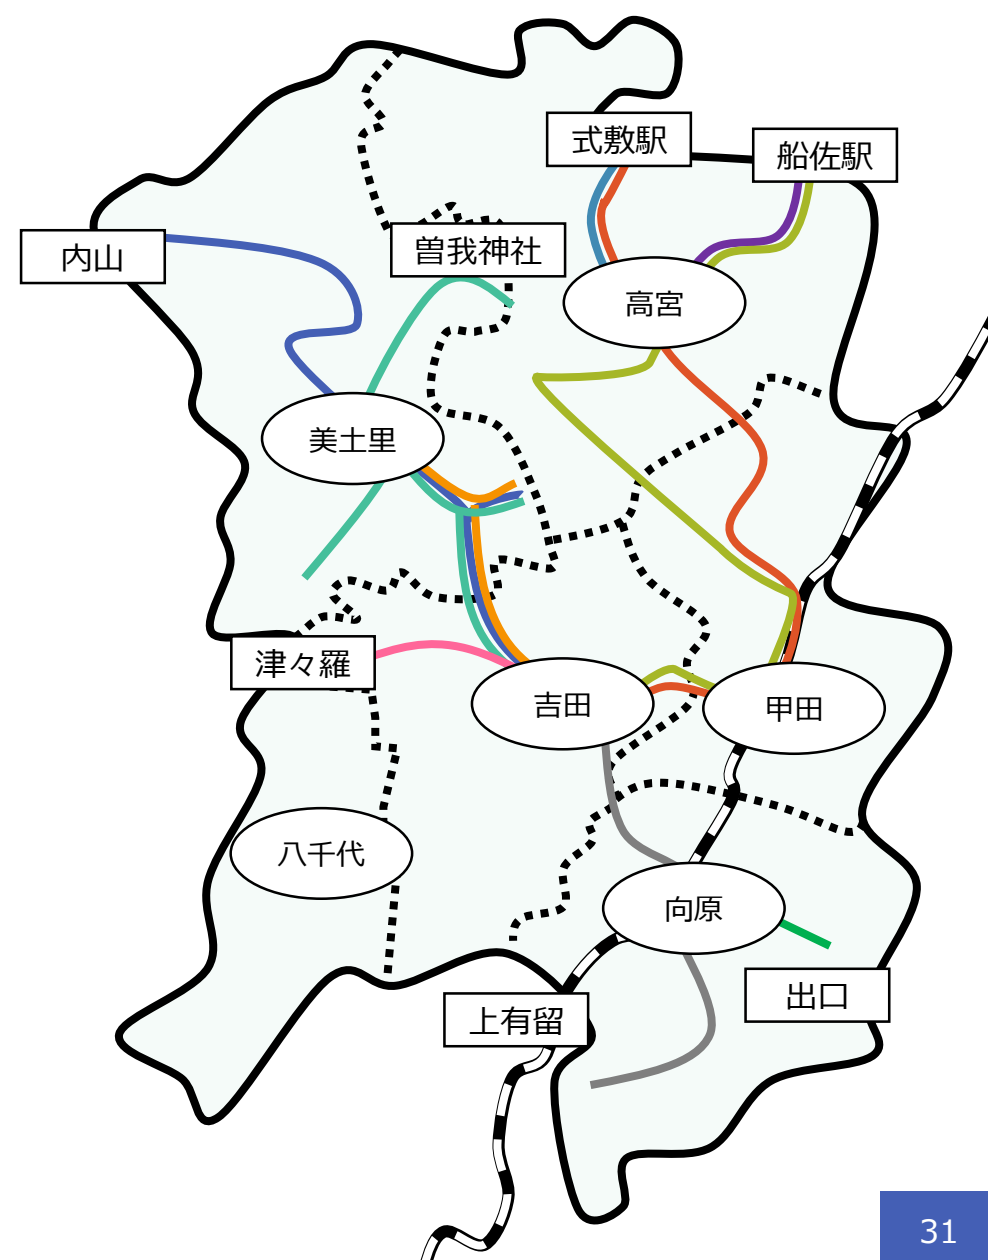 式敷駅
船佐駅
曽我神社
内山
高宮
美土里
津々羅
吉田
甲田
八千代
向原
出口
上有留
31